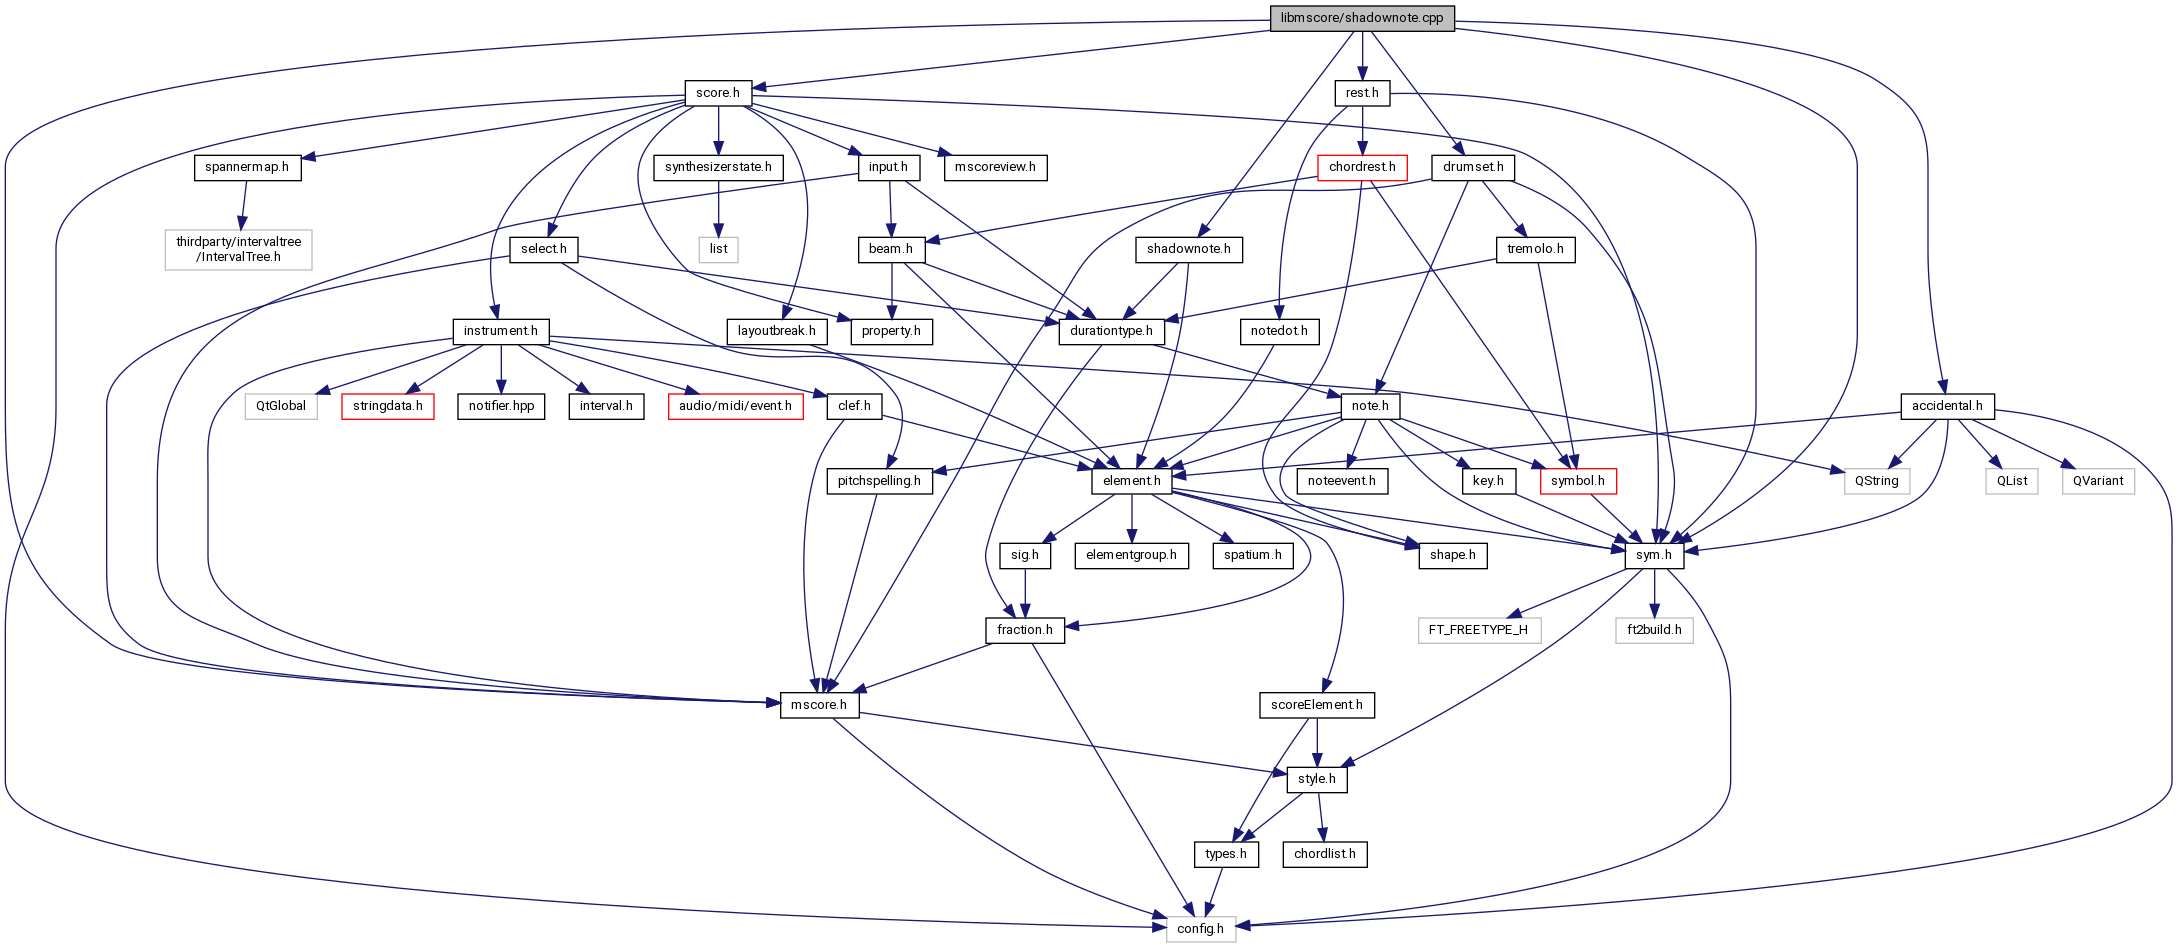 libmscore/shadownote.cpp
score.h
rest.h
spannermap.h
synthesizerstate.h
input.h
mscoreview.h
chordrest.h
drumset.h
thirdparty/intervaltree
/IntervalTree.h
select.h
list
beam.h
shadownote.h
tremolo.h
instrument.h
layoutbreak.h
property.h
durationtype.h
notedot.h
QtGlobal
stringdata.h
notifier.hpp
interval.h
audio/midi/event.h
clef.h
note.h
accidental.h
pitchspelling.h
element.h
noteevent.h
key.h
symbol.h
QString
QList
QVariant
sig.h
elementgroup.h
spatium.h
shape.h
sym.h
fraction.h
FT_FREETYPE_H
ft2build.h
mscore.h
scoreElement.h
style.h
types.h
chordlist.h
config.h